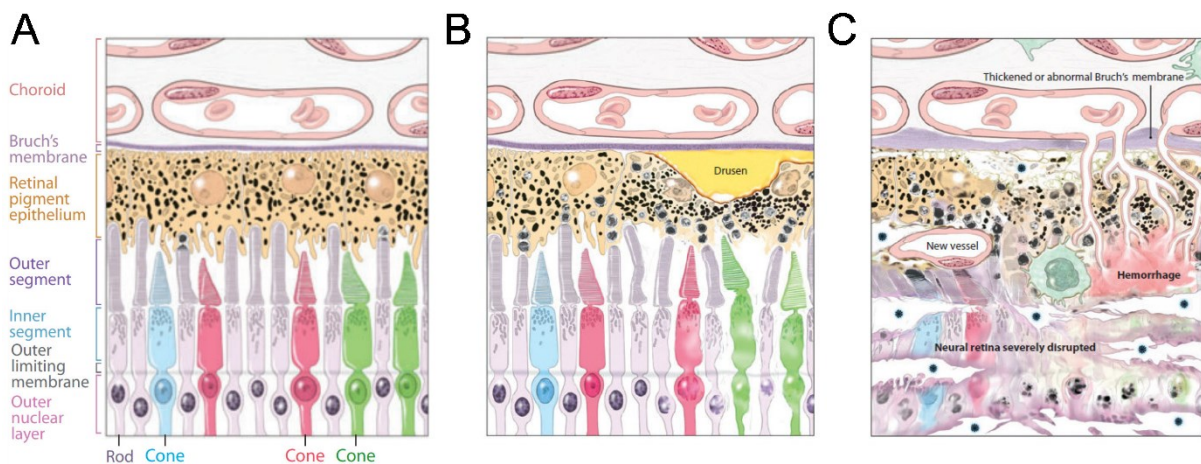 A
B
C
Choroid
Bruch's
membrane
Retinal
pigment
epithelium
Outer
segment
Inner
segment
Outer
limiting
membrane
Outer
nuclear
layer
Rod
Cone
Cone
Cone
Drusen
Thickened or abnormal Bruch's membrane
New vessel
Hemorrhage
Neural retina severely disrupted